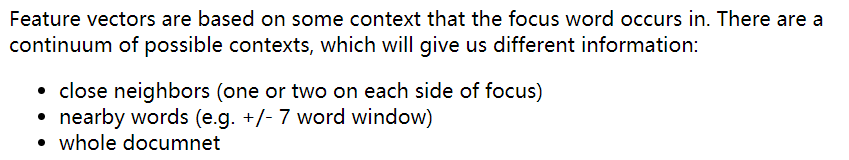 Feature vectors are based on some context that the focus word occurs in. There are a
continuum of possible contexts, which will give us different information:
• close neighbors (one or two on each side of focus)
• nearby words (e.g. +/- 7 word window)
• whole documnet